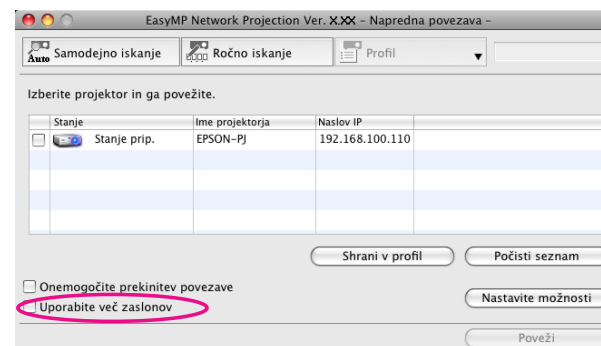 EasyMP Network Projection Ver. X.XX – Napredna povezava –
Auto Samodejno iskanje Ročno iskanje Profil
Izberite projektor in ga povežite.
Stanje Ime projektorja Naslov IP
Stanje prip. EPSON-PJ 192.168.100.110
Shrani v profil Počisti seznam
Onemogočite prekinitev povezave
Uporabite več zaslonov
Nastavite možnosti
Poveži